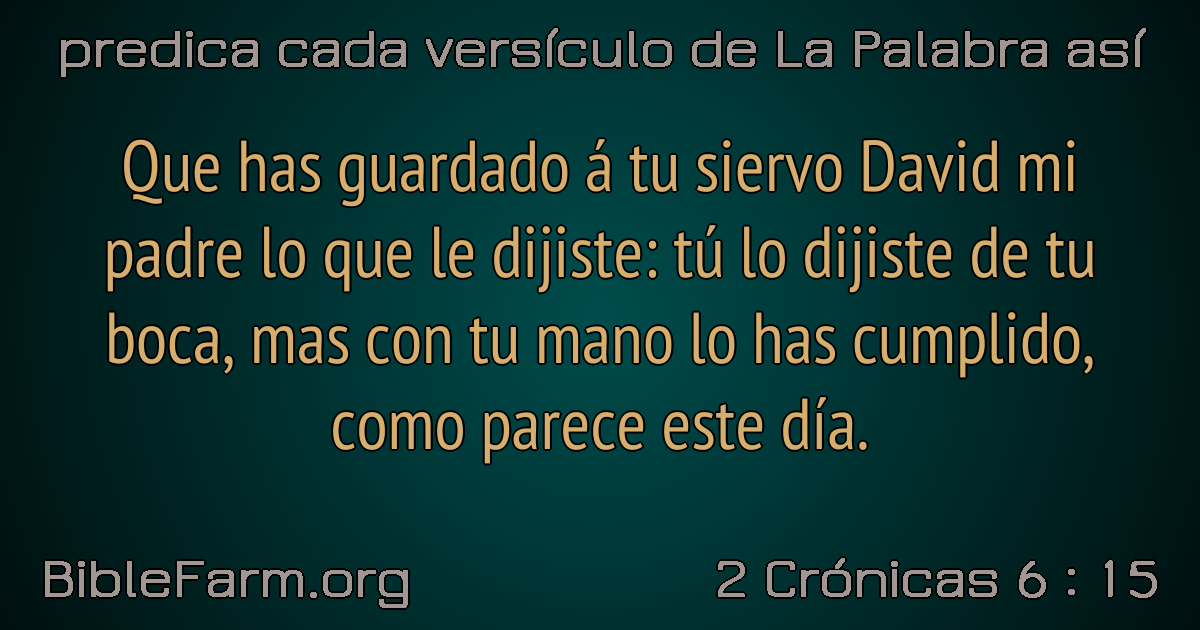 predica cada versículo de La Palabra así
Que has guardado á tu siervo David mi
padre lo que le dijiste: tú lo dijiste de tu
boca, mas con tu mano lo has cumplido,
como parece este día.
BibleFarm.org
2 Crónicas 6 : 15